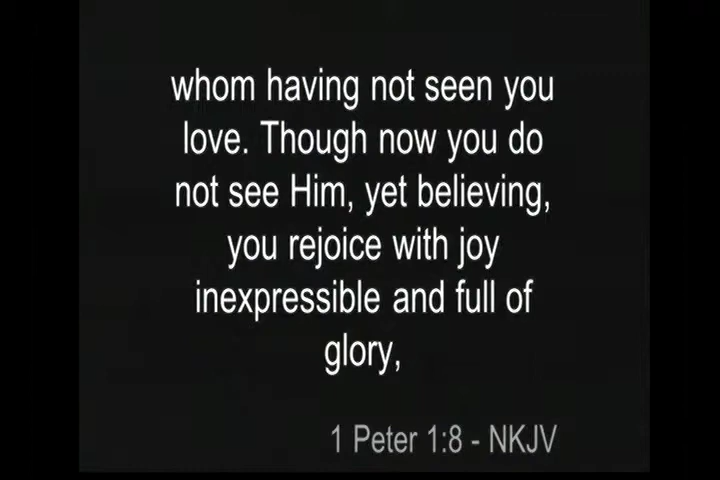 whom having not seen you
love. Though now you do
not see Him, yet believing,
you rejoice with joy
inexpressible and full of
glory,
1 Peter 1:8 - NKJV